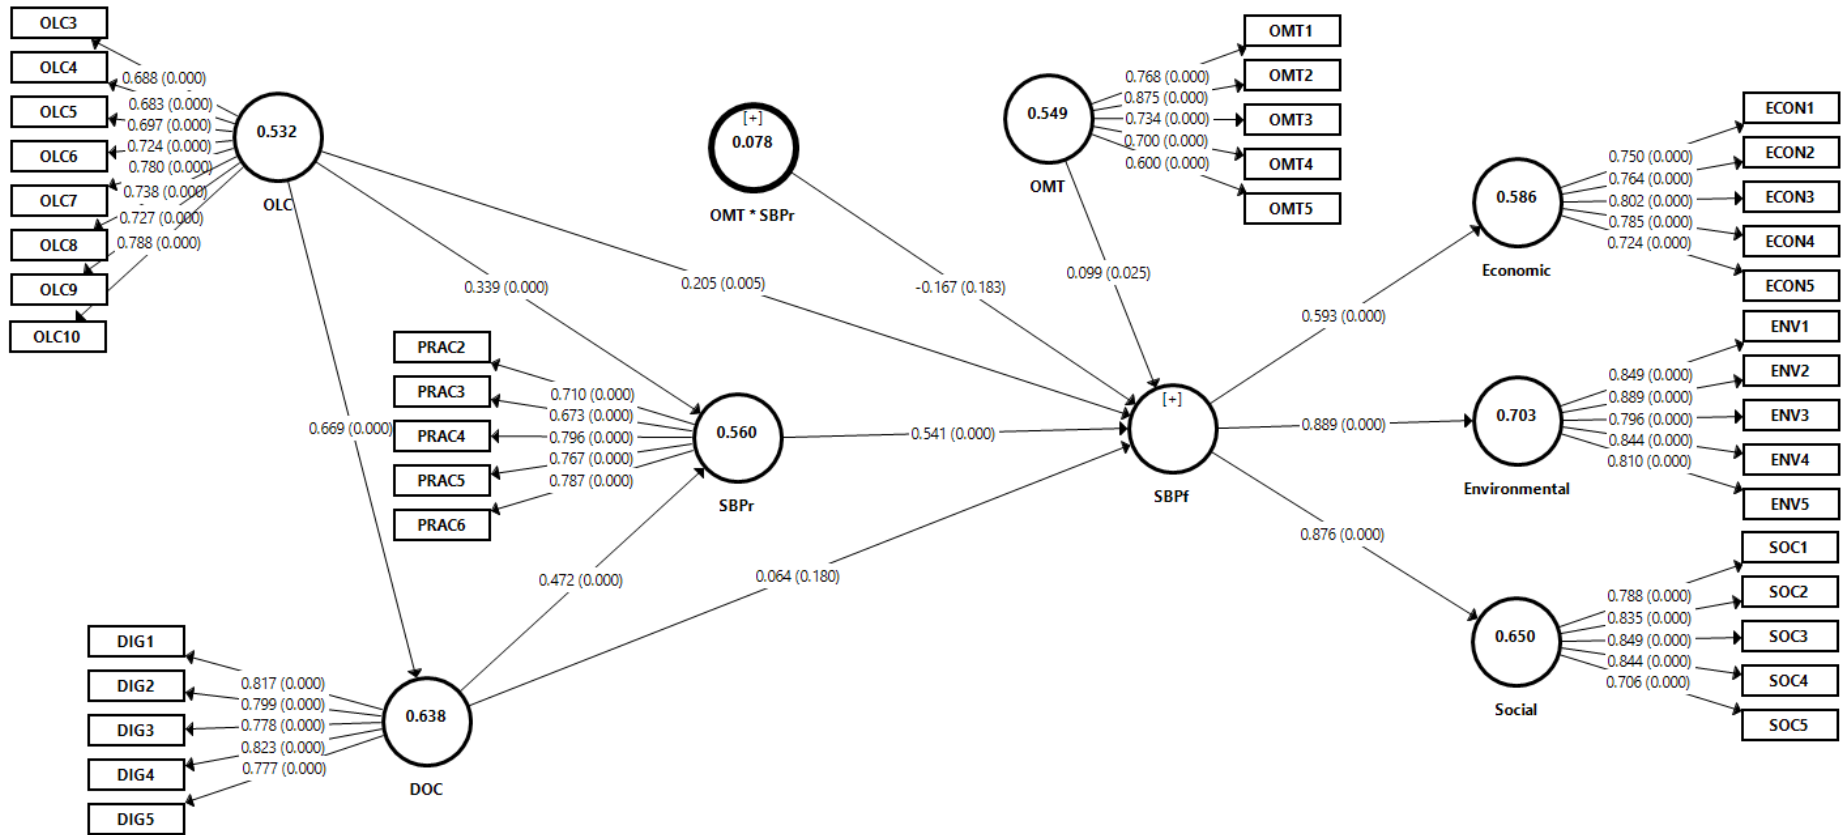 OLC3
OLC4
OLC5
OLC6
OLC7
OLC8
OLC9
OLC10
0.688 (0.000)
0.683 (0.000)
0.697 (0.000)
0.724 (0.000)
0.780 (0.000)
0.738 (0.000)
0.727 (0.000)
0.788 (0.000)
0.532
OLC
[+]
0.078
OMT * SBPr
0.549
OMT
0.768 (0.000)
0.875 (0.000)
0.734 (0.000)
0.700 (0.000)
0.600 (0.000)
OMT1
OMT2
OMT3
OMT4
OMT5
0.339 (0.000)
0.205 (0.005)
-0.167 (0.183)
0.099 (0.025)
0.669 (0.000)
PRAC2
PRAC3
PRAC4
PRAC5
PRAC6
0.710 (0.000)
0.673 (0.000)
0.796 (0.000)
0.767 (0.000)
0.787 (0.000)
0.560
SBPr
0.541 (0.000)
[+]
SBPf
0.472 (0.000)
0.064 (0.180)
DIG1
DIG2
DIG3
DIG4
DIG5
0.817 (0.000)
0.799 (0.000)
0.778 (0.000)
0.823 (0.000)
0.777 (0.000)
0.638
DOC
0.593 (0.000)
0.889 (0.000)
0.876 (0.000)
0.586
Economic
0.750 (0.000)
0.764 (0.000)
0.802 (0.000)
0.785 (0.000)
0.724 (0.000)
ECON1
ECON2
ECON3
ECON4
ECON5
0.703
Environmental
0.849 (0.000)
0.889 (0.000)
0.796 (0.000)
0.844 (0.000)
0.810 (0.000)
ENV1
ENV2
ENV3
ENV4
ENV5
0.650
Social
0.788 (0.000)
0.835 (0.000)
0.849 (0.000)
0.844 (0.000)
0.706 (0.000)
SOC1
SOC2
SOC3
SOC4
SOC5